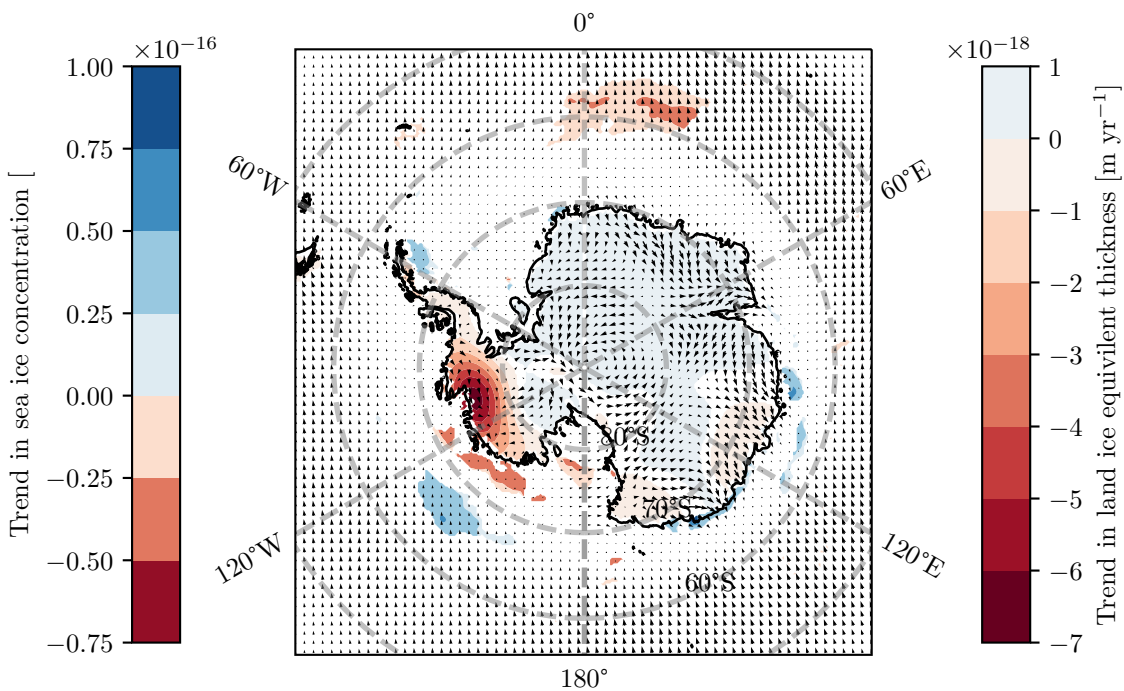 0°
×10⁻¹⁶
×10⁻¹⁸
1.00
0.75
0.50
0.25
0.00
−0.25
−0.50
−0.75
Trend in sea ice concentration [
60°W
60°E
120°W
120°E
180°
80°S
70°S
60°S
1
0
−1
−2
−3
−4
−5
−6
−7
Trend in land ice equivilent thickness [m yr⁻¹]